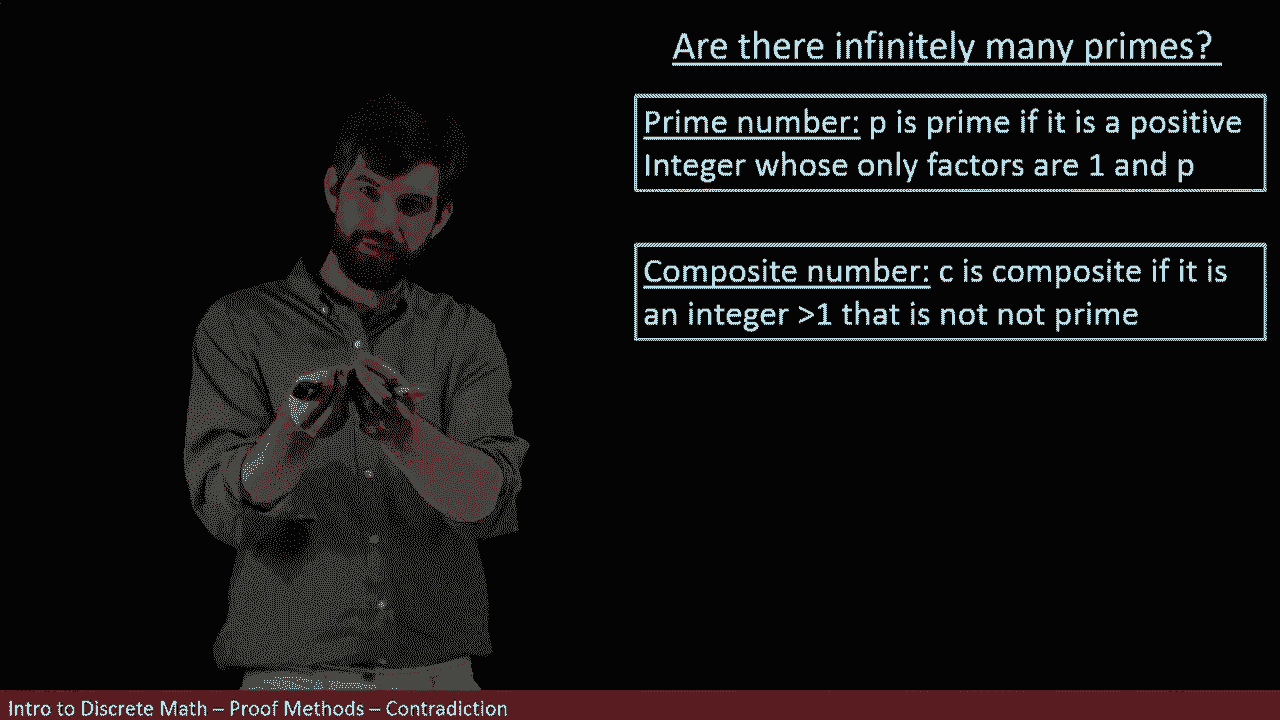 Are there infinitely many primes?
Prime number: p is prime if it is a positive
Integer whose only factors are 1 and p
Composite number: c is composite if it is
an integer >1 that is not not prime
Intro to Discrete Math – Proof Methods – Contradiction